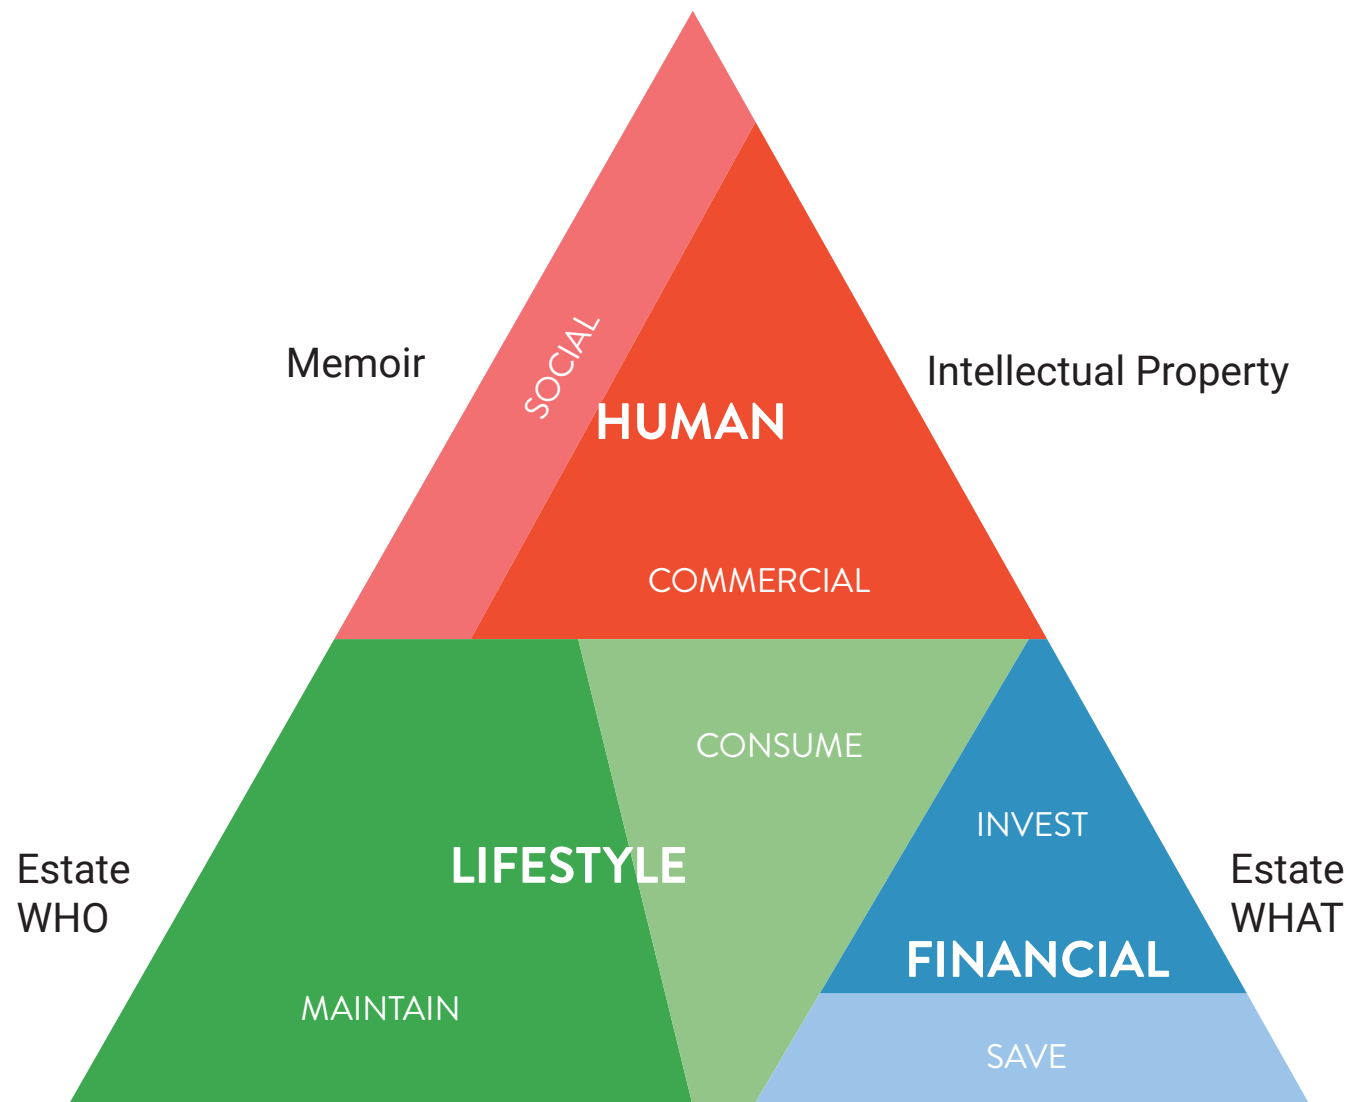 SOCIAL
Memoir
Intellectual Property
HUMAN
COMMERCIAL
CONSUME
INVEST
LIFESTYLE
Estate
WHO
Estate
WHAT
FINANCIAL
MAINTAIN
SAVE